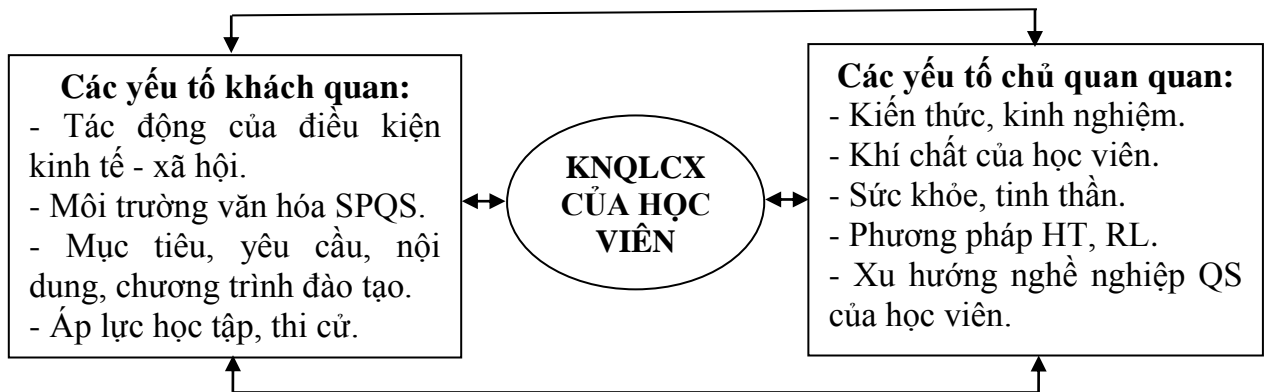 Các yếu tố khách quan:
- Tác động của điều kiện
kinh tế - xã hội.
- Môi trường văn hóa SPQS.
- Mục tiêu, yêu cầu, nội
dung, chương trình đào tạo.
- Áp lực học tập, thi cử.
KNQLCX
CỦA HỌC
VIÊN
Các yếu tố chủ quan quan:
- Kiến thức, kinh nghiệm.
- Khí chất của học viên.
- Sức khỏe, tinh thần.
- Phương pháp HT, RL.
- Xu hướng nghề nghiệp QS
của học viên.